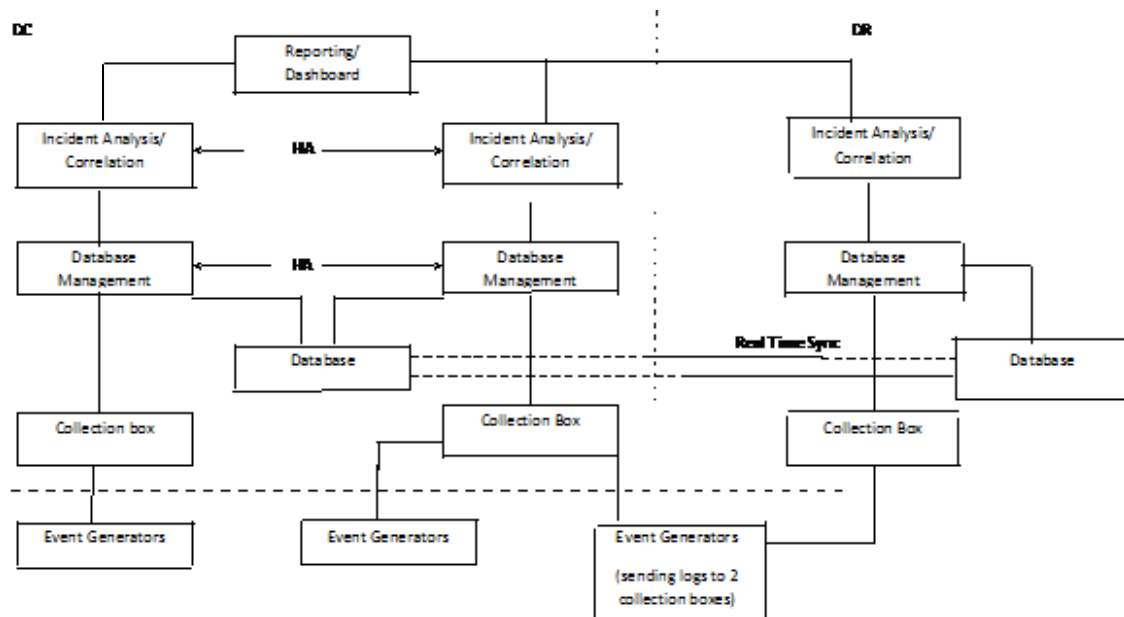 DC
DR
Reporting/
Dashboard
Incident Analysis/
Correlation
HA
Incident Analysis/
Correlation
Incident Analysis/
Correlation
Database
Management
HA
Database
Management
Database
Management
Real Time Sync
Database
Database
Collection box
Collection Box
Collection Box
Event Generators
Event Generators
Event Generators
(sending logs to 2
collection boxes)